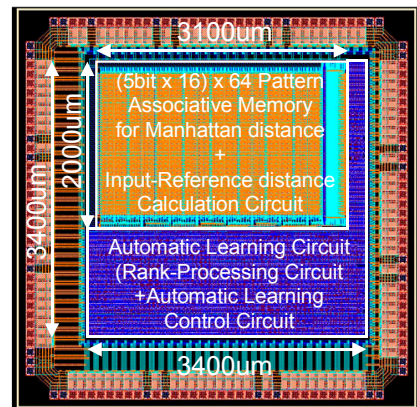 3100um
(5bit x 16) x 64 Pattern
Associative Memory
for Manhattan distance
+
Input-Reference distance
Calculation Circuit
2000um
3400um
Automatic Learning Circuit
(Rank-Processing Circuit
+Automatic Learning
Control Circuit
3400um